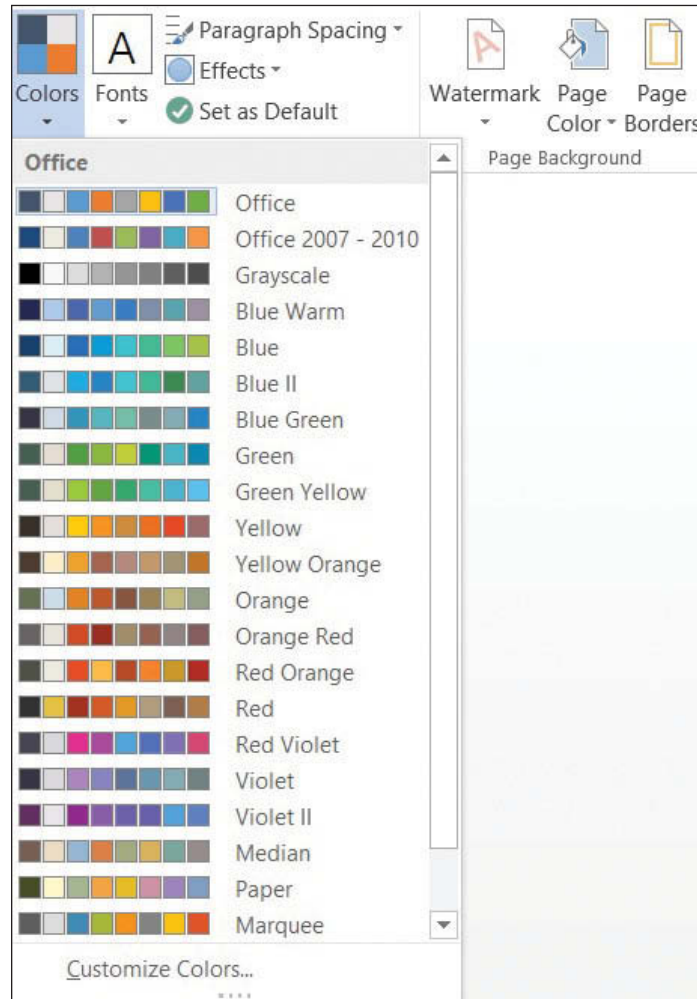 Colors
Fonts
A
Paragraph Spacing
Effects
Set as Default
A
Watermark
Page
Color
Page
Borders
Page Background
Office
Office
Office 2007 - 2010
Grayscale
Blue Warm
Blue
Blue II
Blue Green
Green
Green Yellow
Yellow
Yellow Orange
Orange
Orange Red
Red Orange
Red
Red Violet
Violet
Violet II
Median
Paper
Marquee
Customize Colors...